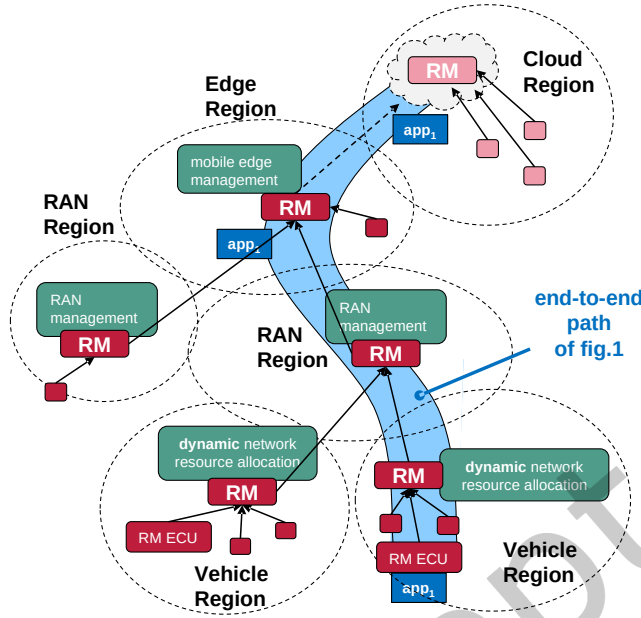 Cloud
Region
RM
app1
Edge
Region
mobile edge
management
RM
app1
RAN
Region
RAN
management
RM
RAN
management
RM
RAN
Region
end-to-end
path
of fig.1
dynamic network
resource allocation
RM
RM ECU
Vehicle
Region
dynamic network
resource allocation
RM
RM ECU
app1
Vehicle
Region